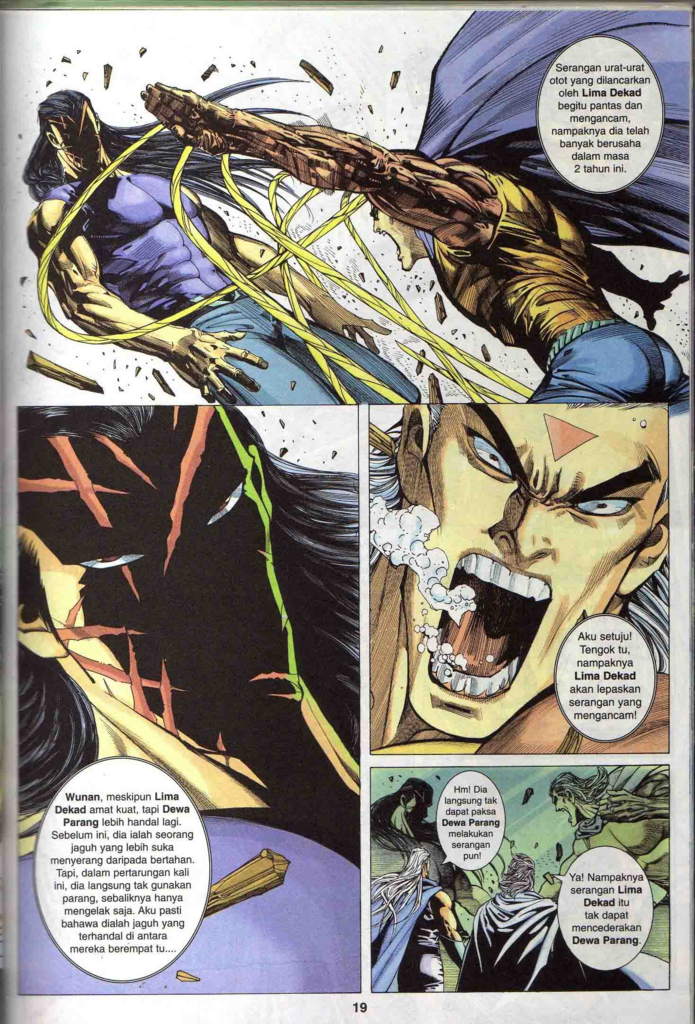 Serangan urat-urat
otot yang dilancarkan
oleh Lima Dekad
begitu pantas dan
mengancam,
nampaknya dia telah
banyak berusaha
dalam masa
2 tahun ini.
Wunan, meskipun Lima
Dekad amat kuat, tapi Dewa
Parang lebih handal lagi.
Sebelum ini, dia ialah seorang
jaguh yang lebih suka
menyerang daripada bertahan.
Tapi, dalam pertarungan kali
ini, dia langsung tak gunakan
parang, sebaliknya hanya
mengelak saja. Aku pasti
bahawa dialah jaguh yang
terhandal di antara
mereka berempat tu....
Aku setuju!
Tengok tu,
nampaknya
Lima Dekad
akan lepaskan
serangan yang
mengancam!
Hm! Dia
langsung tak
dapat paksa
Dewa Parang
melakukan
serangan
pun!
Ya! Nampaknya
serangan Lima
Dekad itu
tak dapat
mencederakan
Dewa Parang.
19